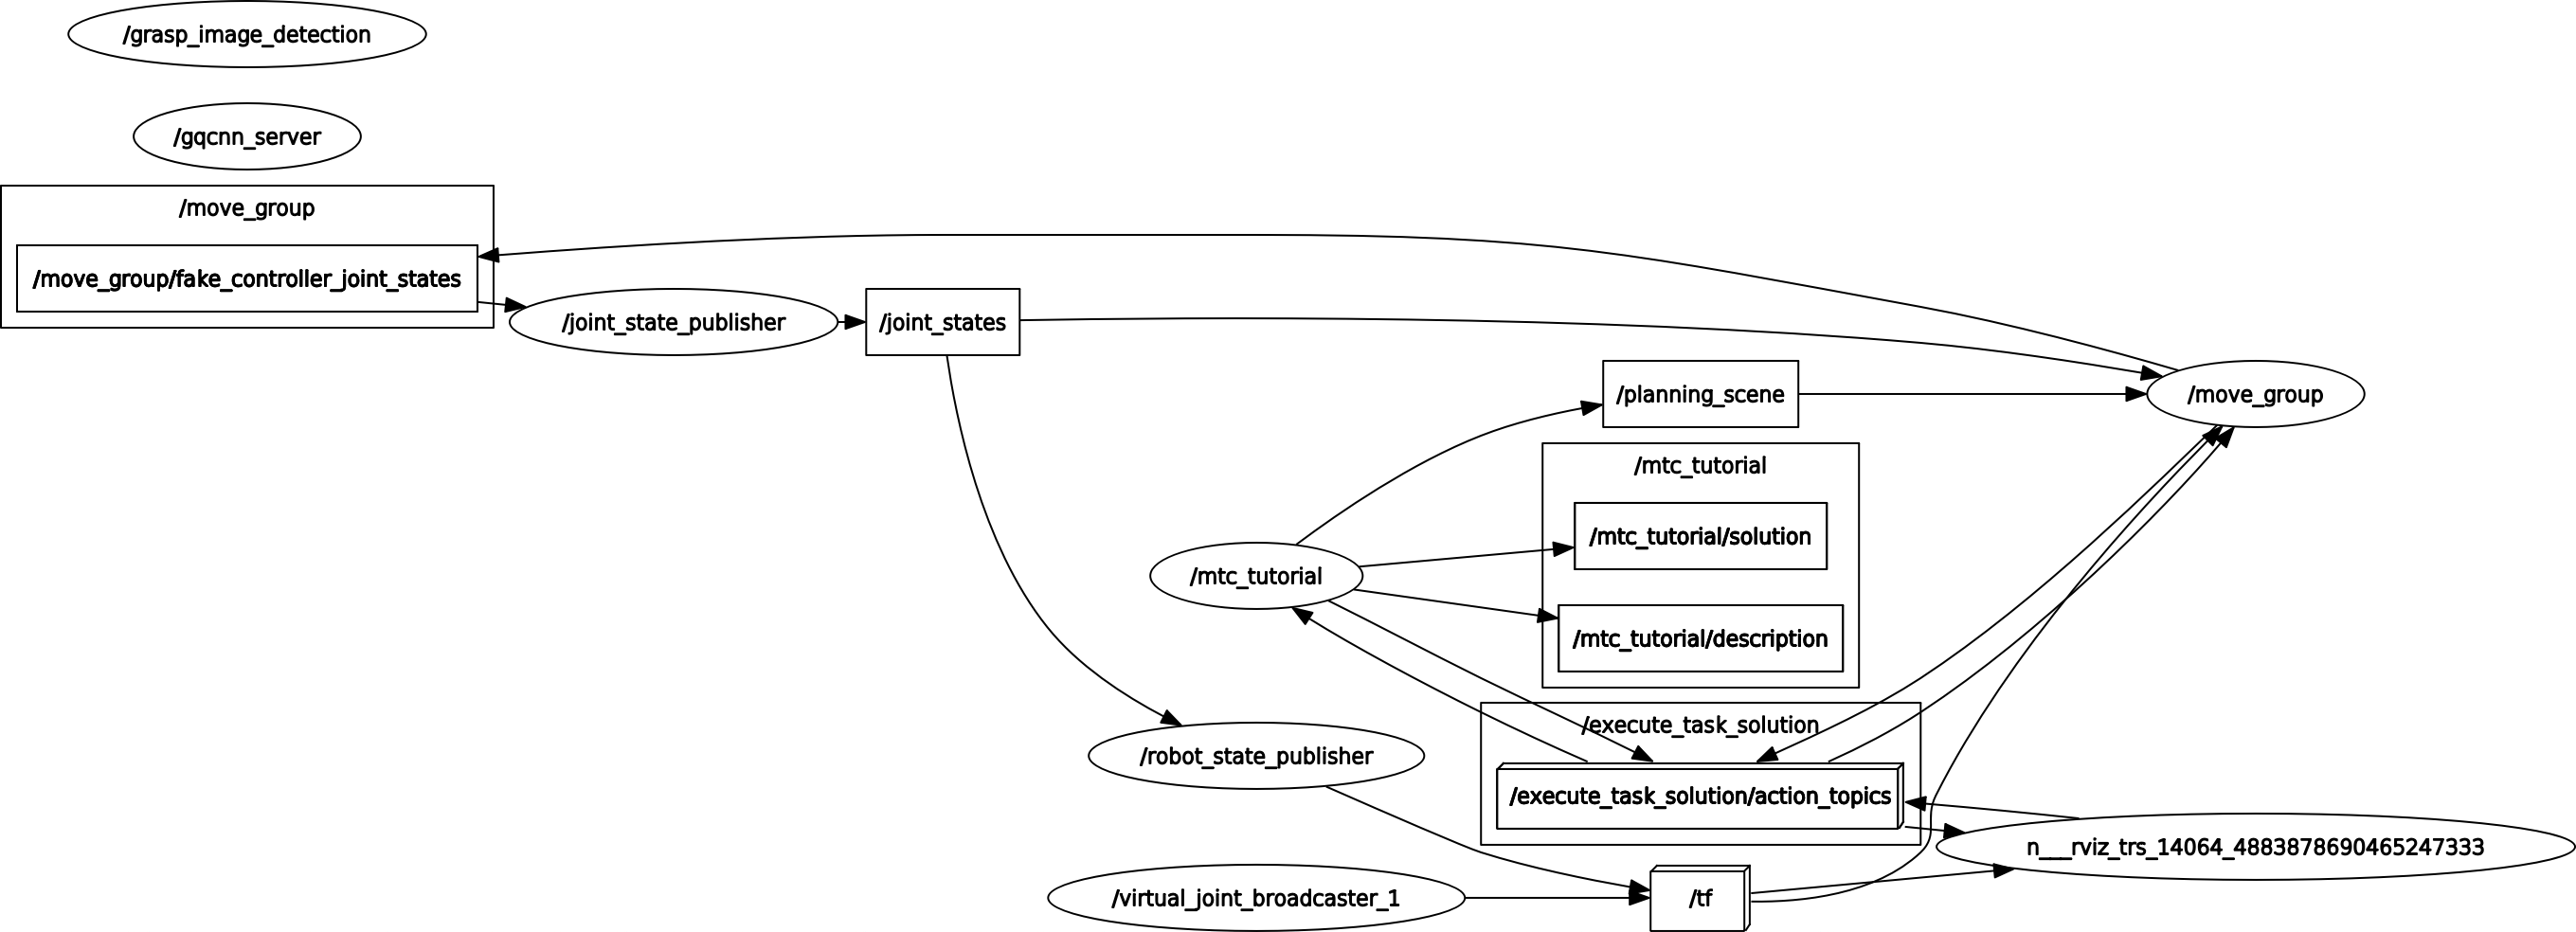 /grasp_image_detection
/gqcnn_server
/move_group
/move_group/fake_controller_joint_states
/joint_state_publisher
/joint_states
/planning_scene
/move_group
/mtc_tutorial
/mtc_tutorial/solution
/mtc_tutorial
/mtc_tutorial/description
/execute_task_solution
/robot_state_publisher
/execute_task_solution/action_topics
n___rviz_trs_14064_4883878690465247333
/virtual_joint_broadcaster_1
/tf